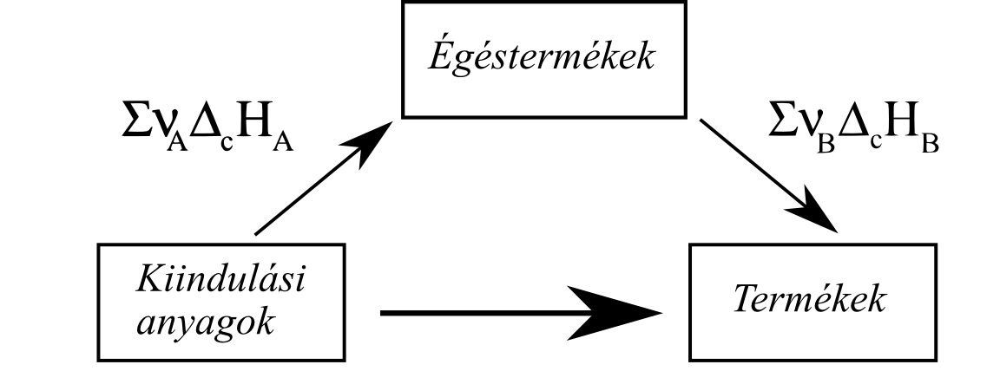 Égéstermékek
Σν_AΔ_cH_A
Σν_BΔ_cH_B
Kiindulási
anyagok
Termékek